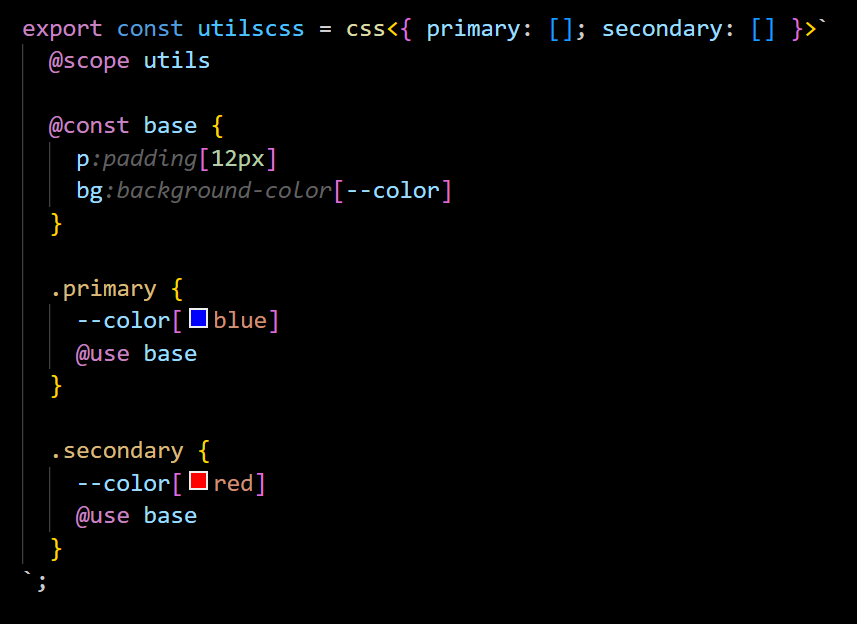 export const utilscss = css<{ primary: []; secondary: [] }>`
@scope utils
@const base {
p:padding[12px]
bg:background-color[--color]
}
.primary {
--color[blue]
@use base
}
.secondary {
--color[red]
@use base
}
`;